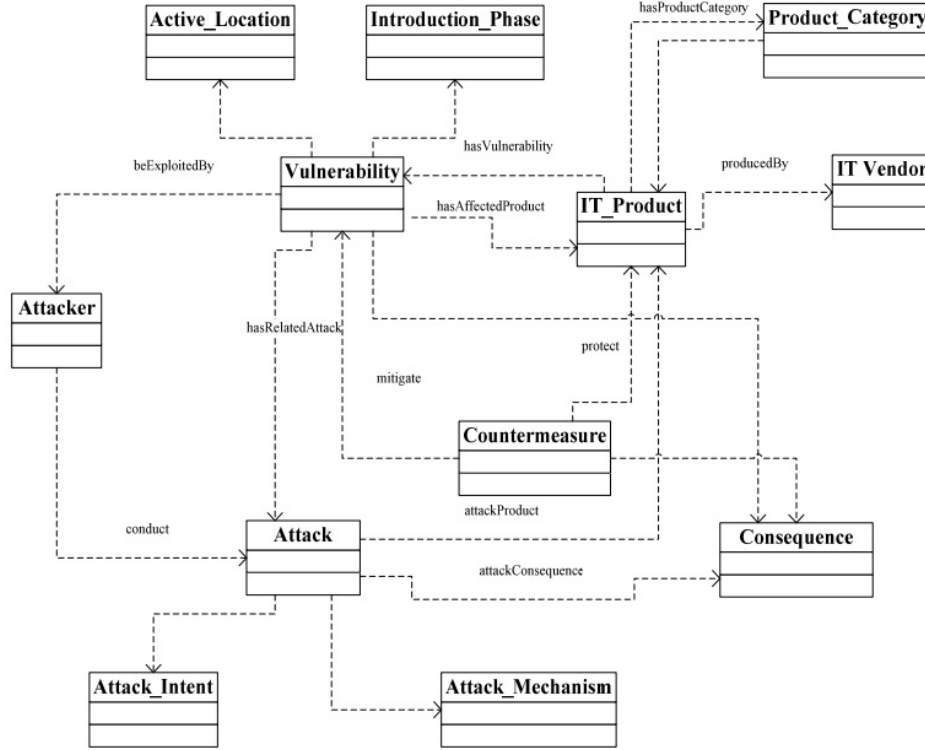 hasProductCategory
Active_Location
Introduction_Phase
Product_Category
hasVulnerability
beExploitedBy
producedBy
Vulnerability
IT Vendor
hasAffectedProduct
IT_Product
Attacker
hasRelatedAttack
protect
mitigate
Countermeasure
attackProduct
conduct
Attack
Consequence
attackConsequence
Attack_Intent
Attack_Mechanism